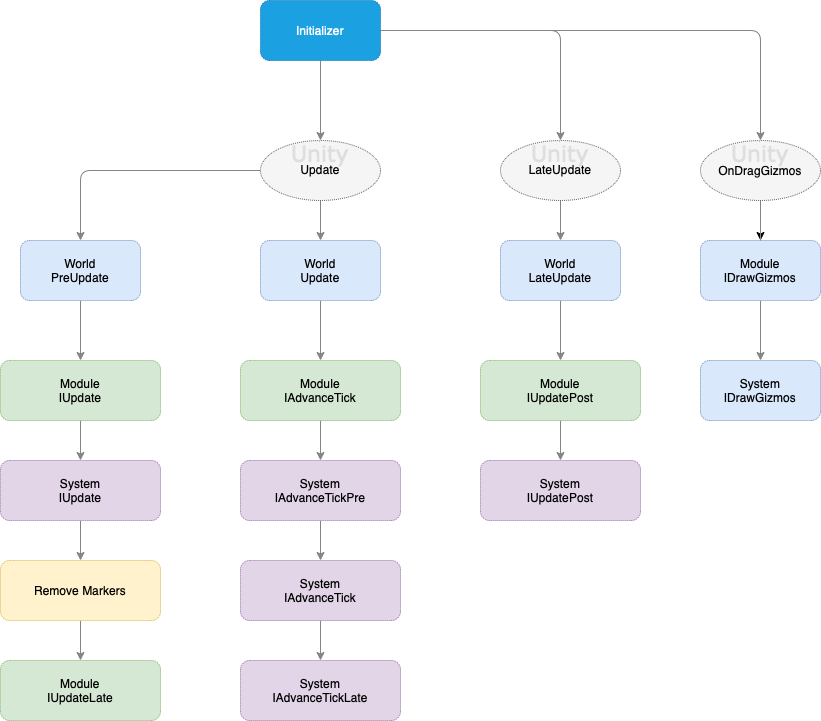 Initializer
Unity
Update
Unity
LateUpdate
Unity
OnDragGizmos
World
PreUpdate
World
Update
World
LateUpdate
Module
IDrawGizmos
Module
IUpdate
Module
IAdvanceTick
Module
IUpdatePost
System
IDrawGizmos
System
IUpdate
System
IAdvanceTickPre
System
IUpdatePost
Remove Markers
System
IAdvanceTick
Module
IUpdateLate
System
IAdvanceTickLate